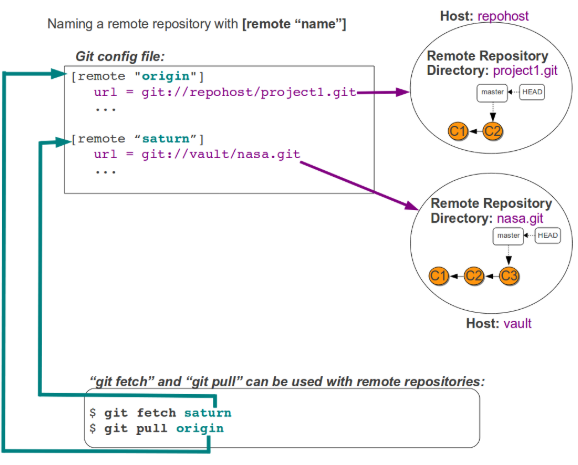 Naming a remote repository with [remote “name”]
Git config file:
[remote "origin"]
url = git://repohost/project1.git
...
[remote “saturn”]
url = git://vault/nasa.git
...
Host: repohost
Remote Repository
Directory: project1.git
master
HEAD
C1
C2
Remote Repository
Directory: nasa.git
master
HEAD
C1
C2
C3
Host: vault
“git fetch” and “git pull” can be used with remote repositories:
$ git fetch saturn
$ git pull origin